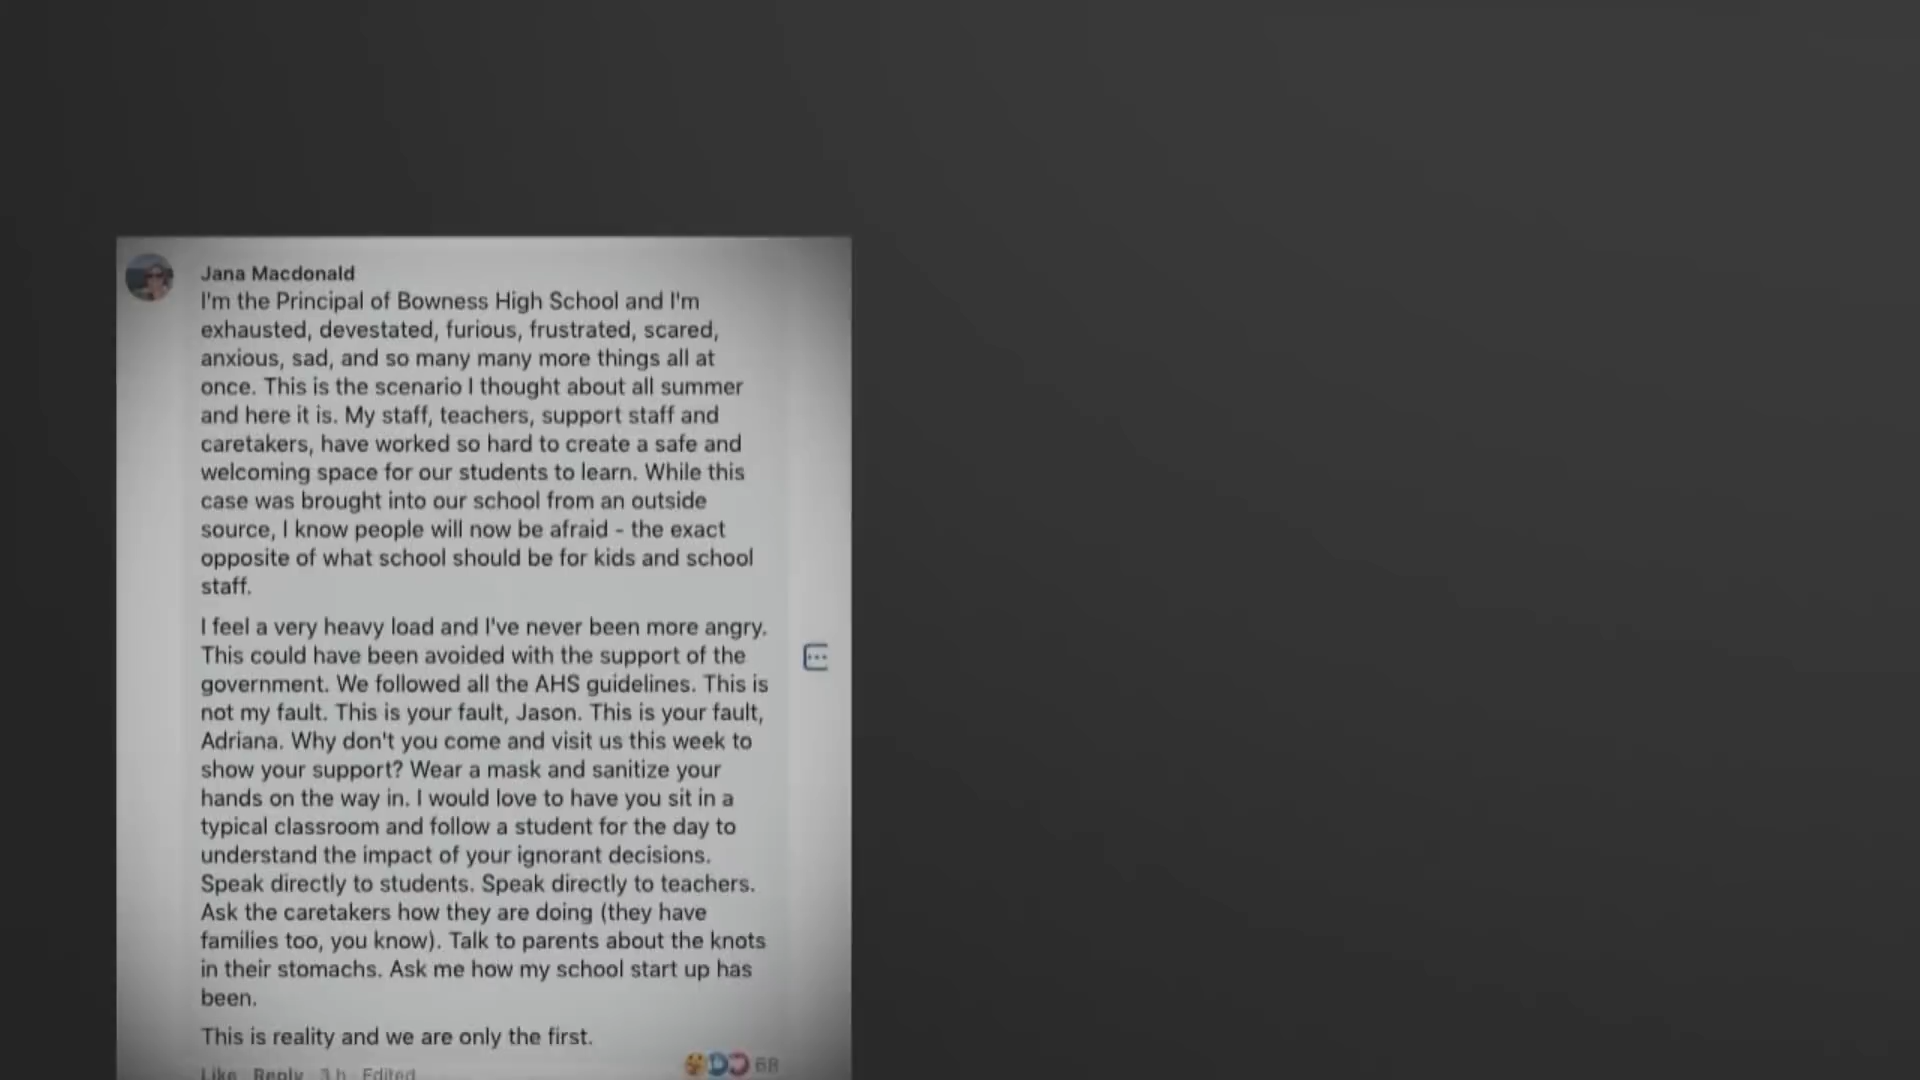 Jana Macdonald
I'm the Principal of Bowness High School and I'm
exhausted, devestated, furious, frustrated, scared,
anxious, sad, and so many many more things all at
once. This is the scenario I thought about all summer
and here it is. My staff, teachers, support staff and
caretakers, have worked so hard to create a safe and
welcoming space for our students to learn. While this
case was brought into our school from an outside
source, I know people will now be afraid - the exact
opposite of what school should be for kids and school
staff.
I feel a very heavy load and I've never been more angry.
This could have been avoided with the support of the
government. We followed all the AHS guidelines. This is
not my fault. This is your fault, Jason. This is your fault,
Adriana. Why don't you come and visit us this week to
show your support? Wear a mask and sanitize your
hands on the way in. I would love to have you sit in a
typical classroom and follow a student for the day to
understand the impact of your ignorant decisions.
Speak directly to students. Speak directly to teachers.
Ask the caretakers how they are doing (they have
families too, you know). Talk to parents about the knots
in their stomachs. Ask me how my school start up has
been.
This is reality and we are only the first.
Like Reply 3 h Edited 68